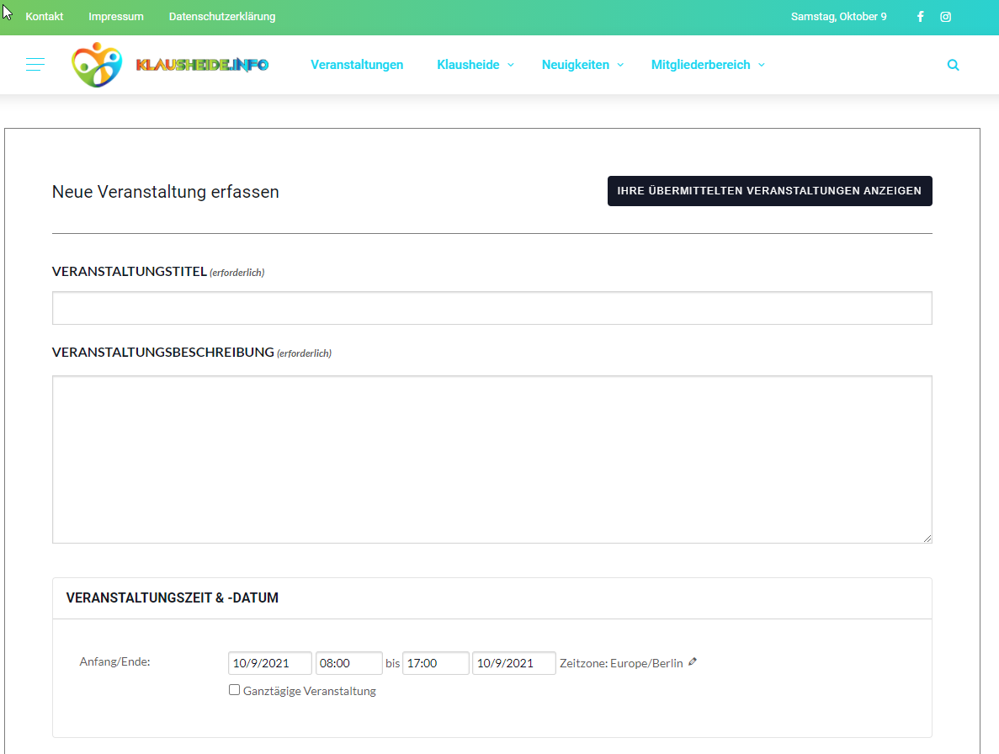 Kontakt Impressum Datenschutzerklärung Samstag, Oktober 9
KLAUSHEIDE.INFO Veranstaltungen Klausheide Neuigkeiten Mitgliederbereich
Neue Veranstaltung erfassen IHRE ÜBERMITTELTEN VERANSTALTUNGEN ANZEIGEN
VERANSTALTUNGSTITEL (erforderlich)
VERANSTALTUNGSBESCHREIBUNG (erforderlich)
VERANSTALTUNGSZEIT & -DATUM
Anfang/Ende: 10/9/2021 08:00 bis 17:00 10/9/2021 Zeitzone: Europe/Berlin
Ganztägige Veranstaltung